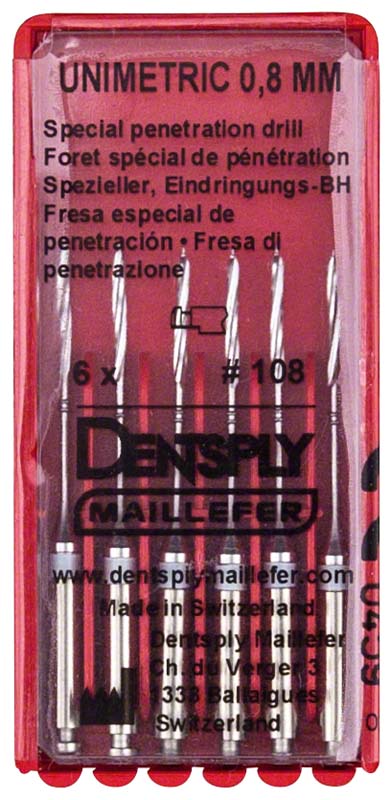 UNIMETRIC 0,8 MM
Special penetration drill
Foret spécial de pénétration
Spezieller, Eindringungs-BH
Fresa especial de
penetración • Fresa di
penetrazione
6 x # 108
DENTSPLY
MAILLEFER
www.dentsply-maillefer.com
Made in Switzerland
Dentsply Maillefer
Ch. du Verger 3
1338 Ballaigues
Switzerland
0459